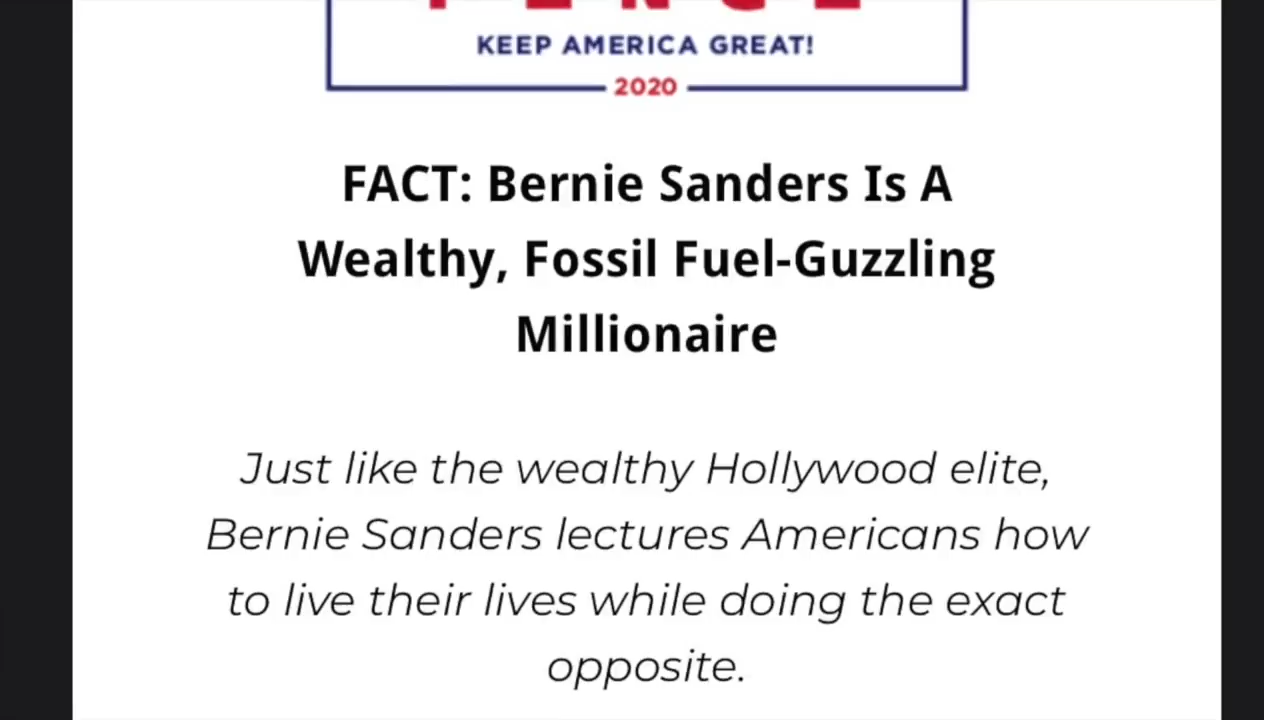 KEEP AMERICA GREAT!
2020
FACT: Bernie Sanders Is A
Wealthy, Fossil Fuel-Guzzling
Millionaire
Just like the wealthy Hollywood elite,
Bernie Sanders lectures Americans how
to live their lives while doing the exact
opposite.